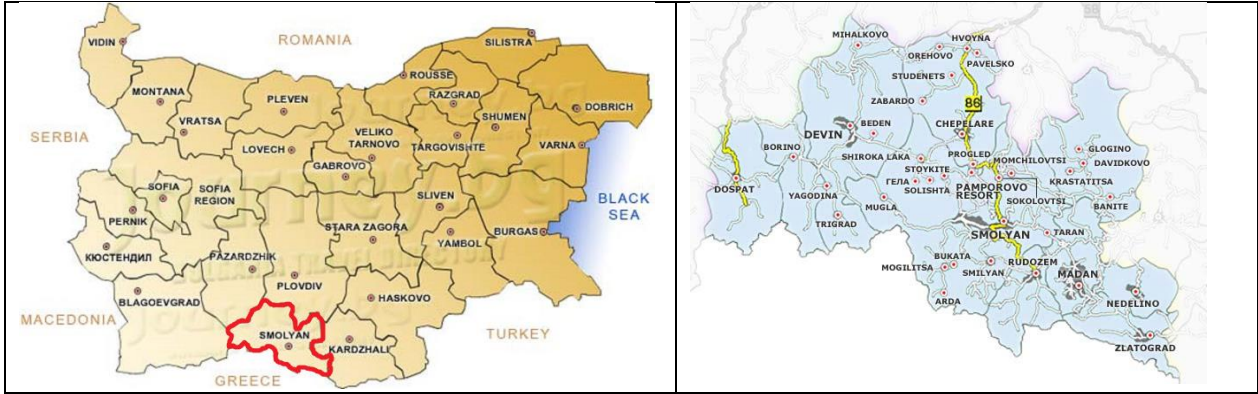 VIDIN
ROMANIA
SILISTRA
ROUSSE
MONTANA
PLEVEN
RAZGRAD
DOBRICH
VRATSA
SHUMEN
VELIKO
TARNOVO
TARGOVISHTE
VARNA
SERBIA
LOVECH
GABROVO
SOFIA
SOFIA
REGION
SLIVEN
BLACK
SEA
PERNIK
STARA ZAGORA
BURGAS
YAMBOL
КЮСТЕНДИЛ
PAZARDZHIK
PLOVDIV
BLAGOEVGRAD
HASKOVO
MACEDONIA
TURKEY
SMOLYAN
KARDZHALI
GREECE
MIHALKOVO
HVOYNA
OREHOVO
PAVELSKO
STUDENETS
ZABARDO
86
DEVIN
BEDEN
CHEPELARE
BORINO
SHIROKA LAKA
PROGLED
MOMCHILOVTSI
GLOGINO
DAVIDKOVO
STOYKITE
KRASTATITSA
DOSPAT
ГЕЛА
SOLISHTA
PAMPOROVO
RESORT
YAGODINA
MUGLA
SOKOLOVTSI
BANITE
TRIGRAD
SMOLYAN
TARAN
BUKATA
MOGILITSA
SMILYAN
RUDOZEM
MADAN
ARDA
NEDELINO
ZLATOGRAD